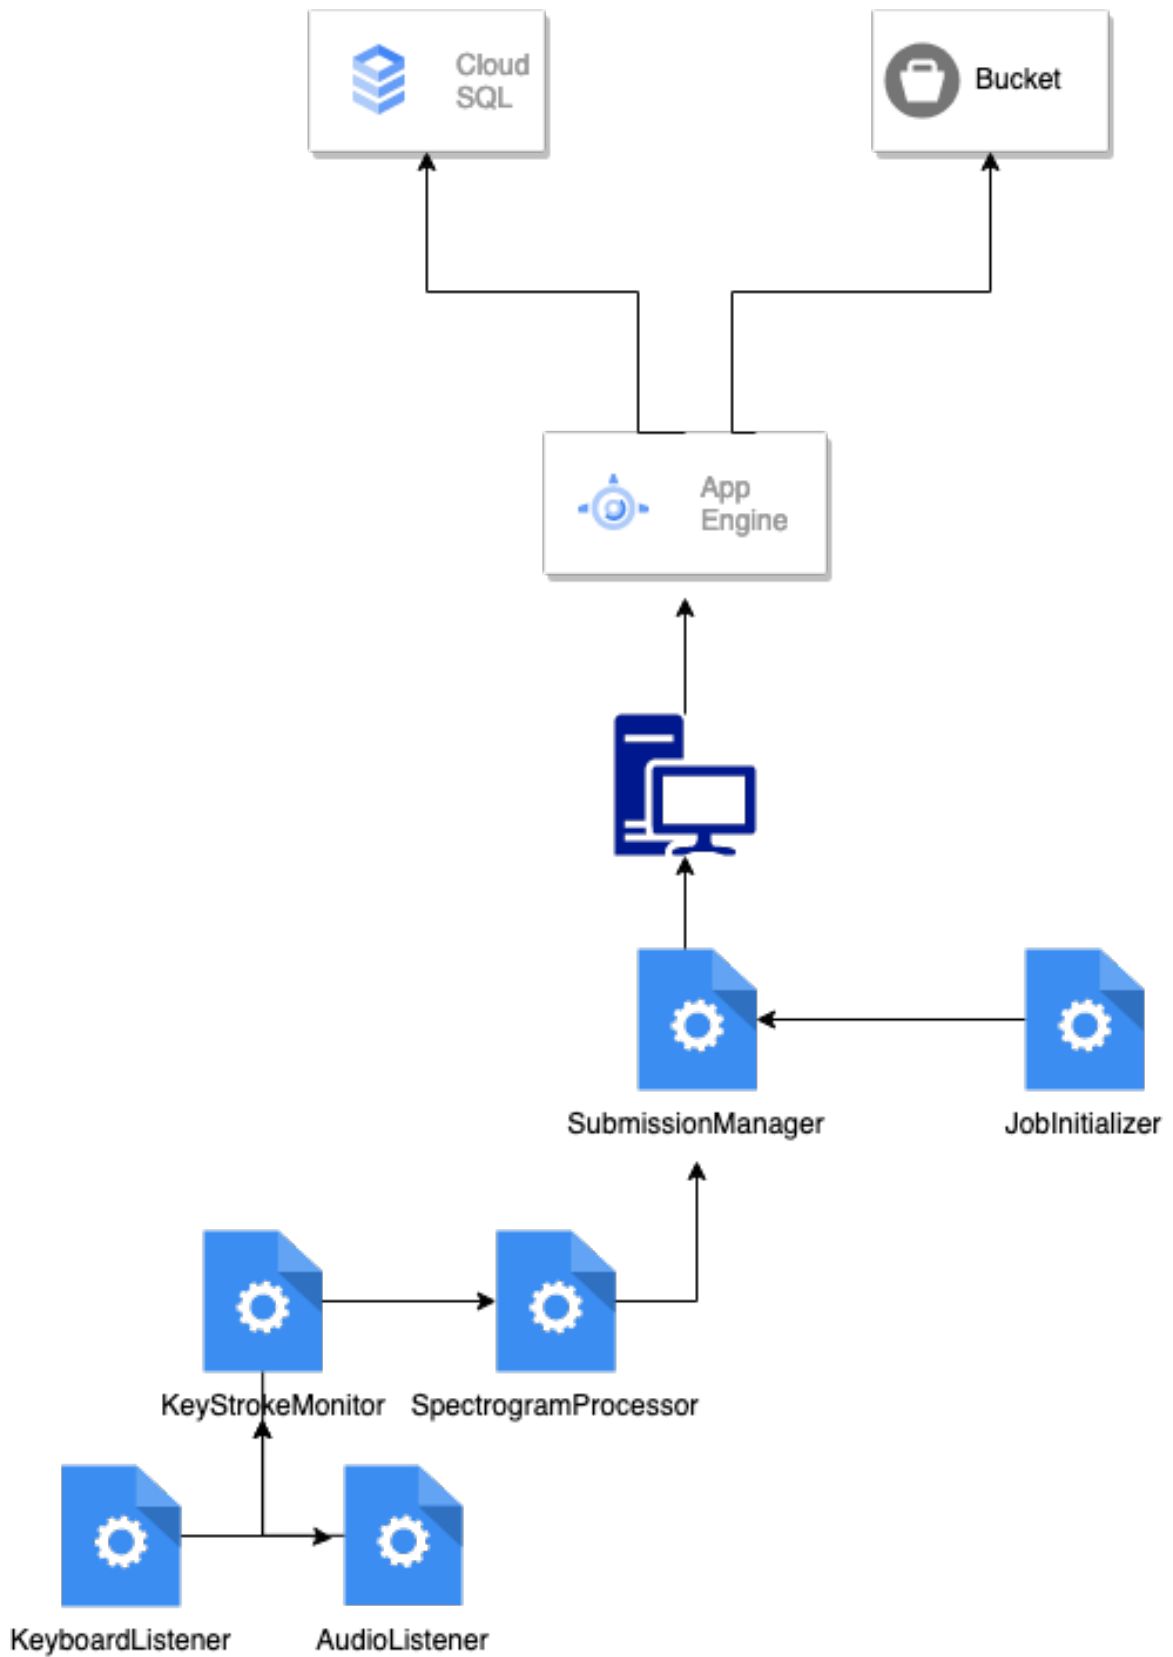 Cloud
SQL
Bucket
App
Engine
SubmissionManager
JobInitializer
KeyStrokeMonitor
SpectrogramProcessor
KeyboardListener
AudioListener